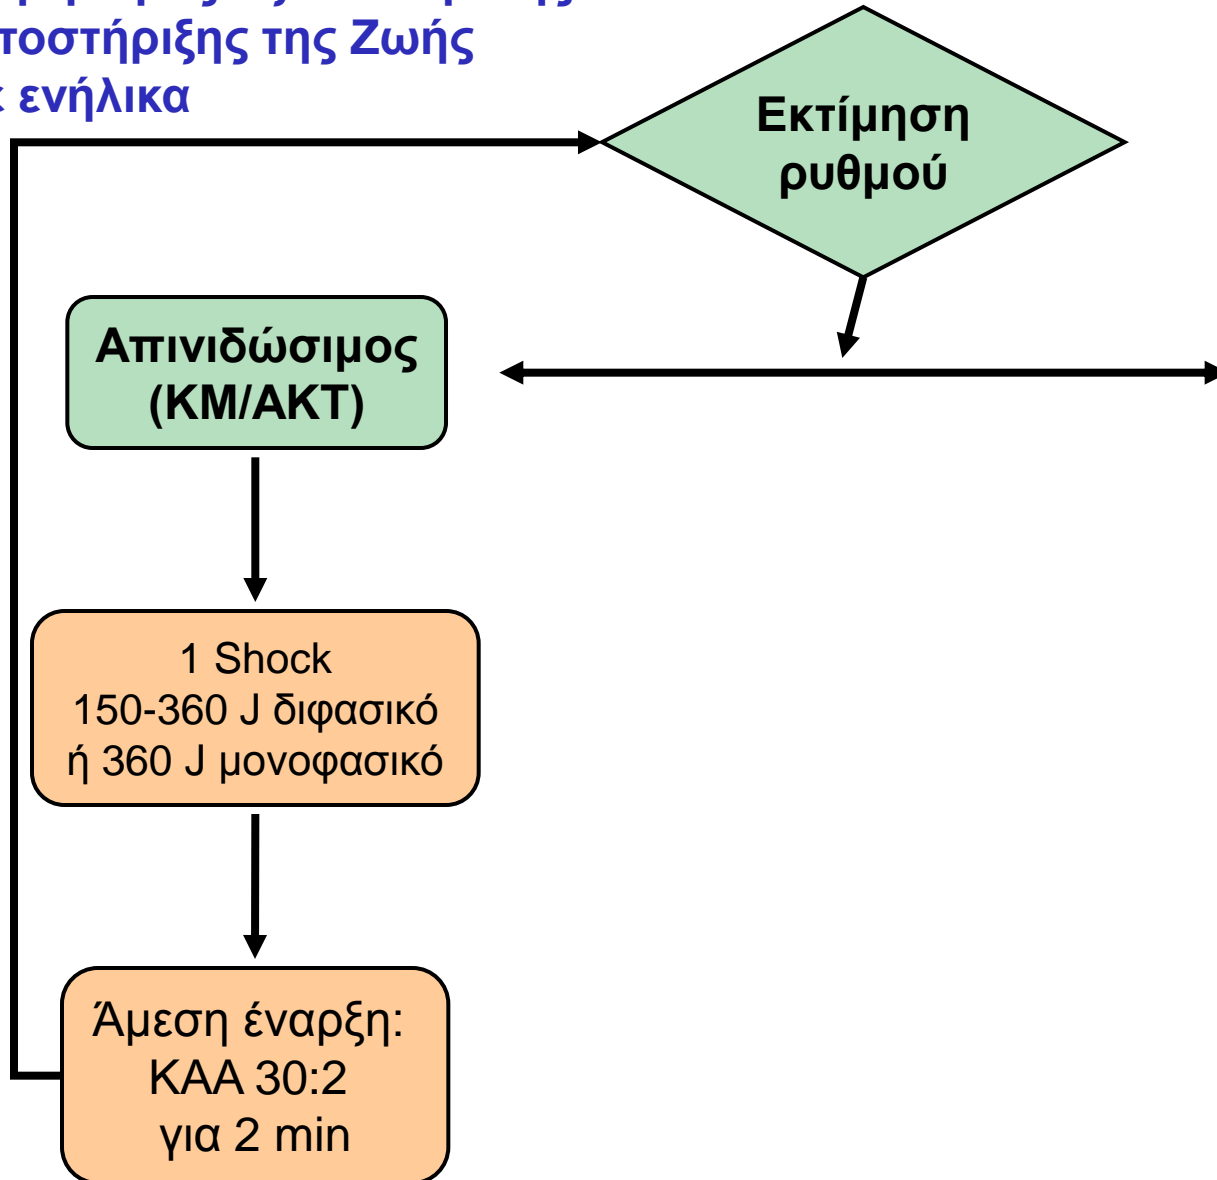 της Ζωής
ενήλικα
Εκτίμηση
ρυθμού
Απινιδώσιμος
(ΚΜ/ΑΚΤ)
1 Shock
150-360 J διφασικό
ή 360 J μονοφασικό
Άμεση έναρξη:
ΚΑΑ 30:2
για 2 min